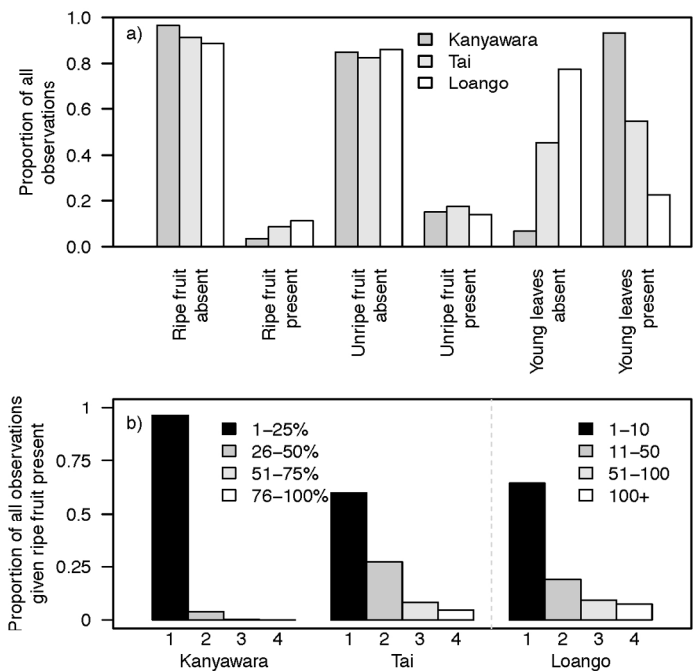 Proportion of all
observations
1.0
0.8
0.6
0.4
0.2
0.0
a)
Kanyawara
Tai
Loango
Ripe fruit
absent
Ripe fruit
present
Unripe fruit
absent
Unripe fruit
present
Young leaves
absent
Young leaves
present
Proportion of all observations
given ripe fruit present
1
0.75
0.5
0.25
0
b)
1–25%
26–50%
51–75%
76–100%
1–10
11–50
51–100
100+
1 2 3 4 1 2 3 4 1 2 3 4
Kanyawara Tai Loango